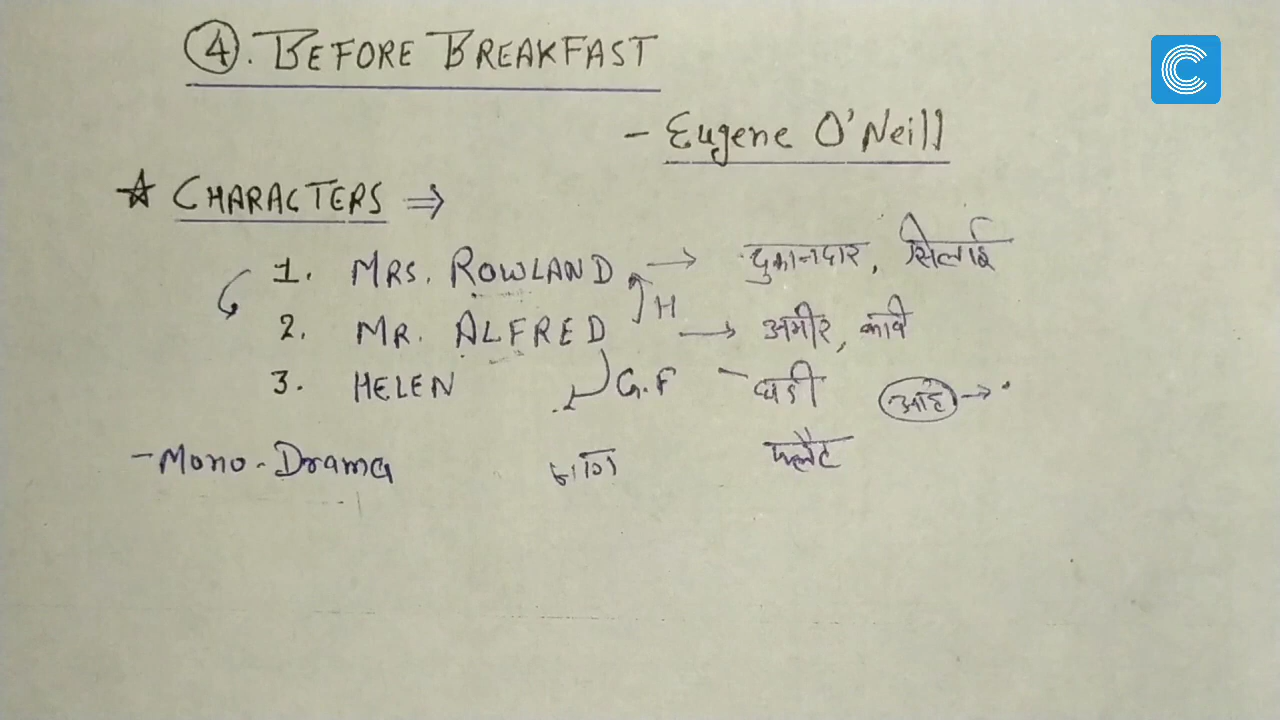 ④. BEFORE BREAKFAST
- Eugene O'Neill
☆ CHARACTERS ⇒
1. MRS. ROWLAND → दुकानदार, सिलाई
H
2. MR. ALFRED → अमीर, कवि
3. HELEN G.F - घडी आहे →
- Mono-Drama फ्लैट